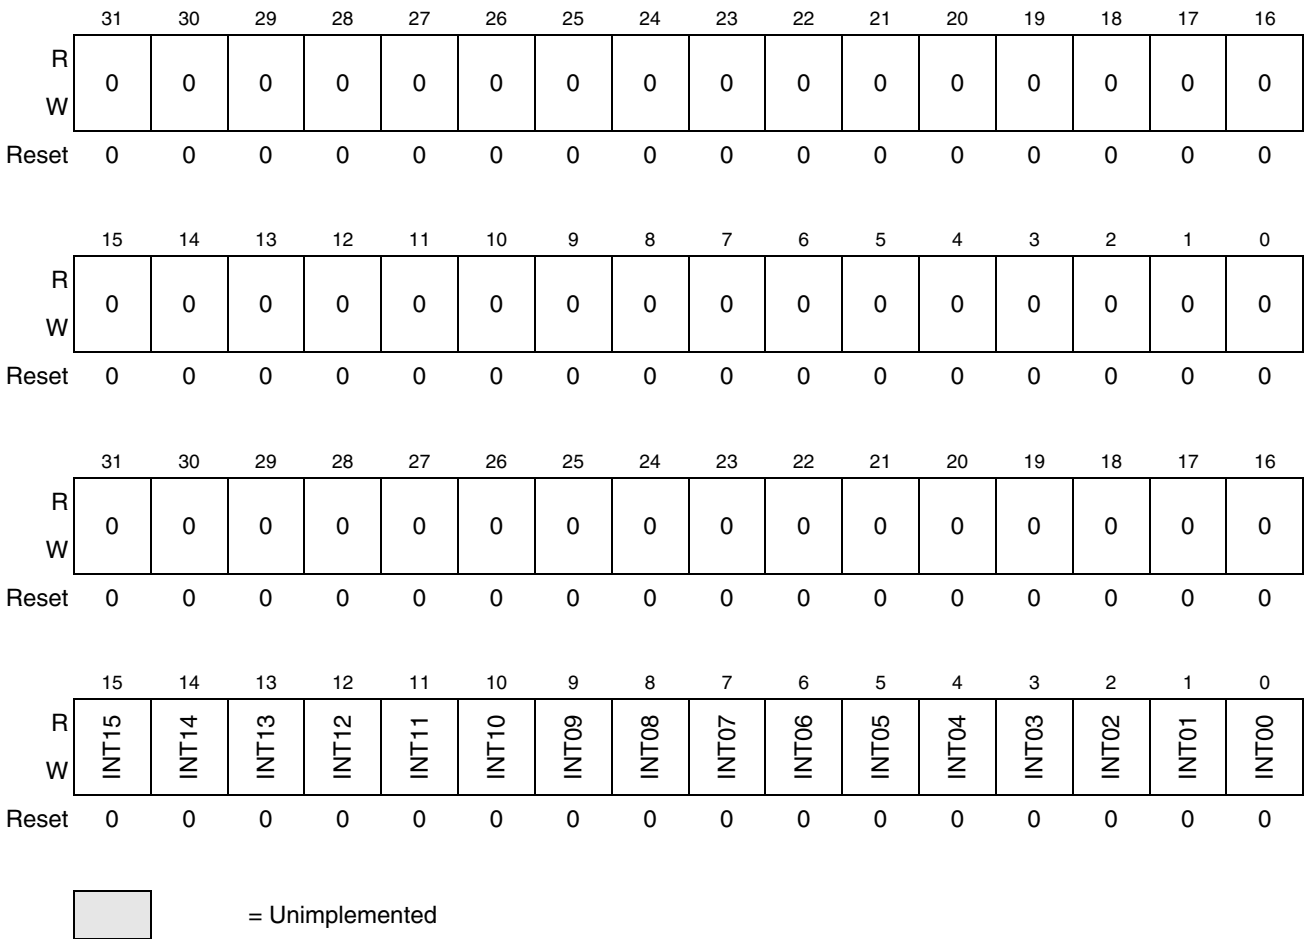 31 30 29 28 27 26 25 24 23 22 21 20 19 18 17 16
R
0 0 0 0 0 0 0 0 0 0 0 0 0 0 0 0
W
Reset 0 0 0 0 0 0 0 0 0 0 0 0 0 0 0 0
15 14 13 12 11 10 9 8 7 6 5 4 3 2 1 0
R
0 0 0 0 0 0 0 0 0 0 0 0 0 0 0 0
W
Reset 0 0 0 0 0 0 0 0 0 0 0 0 0 0 0 0
31 30 29 28 27 26 25 24 23 22 21 20 19 18 17 16
R
0 0 0 0 0 0 0 0 0 0 0 0 0 0 0 0
W
Reset 0 0 0 0 0 0 0 0 0 0 0 0 0 0 0 0
15 14 13 12 11 10 9 8 7 6 5 4 3 2 1 0
R
INT15 INT14 INT13 INT12 INT11 INT10 INT09 INT08 INT07 INT06 INT05 INT04 INT03 INT02 INT01 INT00
W
Reset 0 0 0 0 0 0 0 0 0 0 0 0 0 0 0 0
= Unimplemented